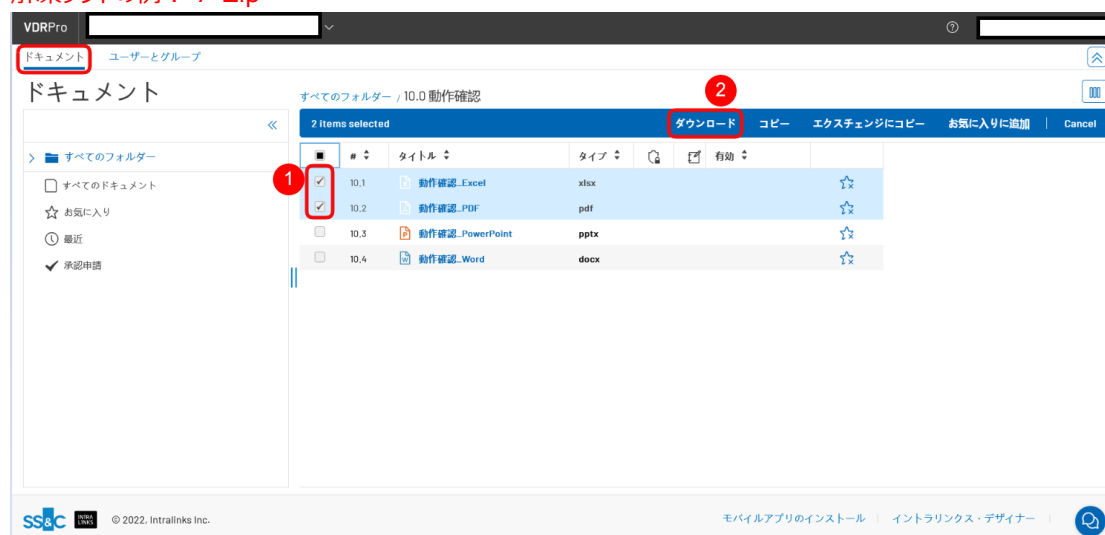 VDRPro
ドキュメント ユーザーとグループ
ドキュメント
すべてのフォルダー / 10.0 動作確認
2
2 items selected ダウンロード コピー エクスチェンジにコピー お気に入りに追加 Cancel
すべてのフォルダー
すべてのドキュメント
お気に入り
最近
承認申請
# タイトル タイプ 有効
1
10.1 動作確認_Excel xlsx
10.2 動作確認_PDF pdf
10.3 動作確認_PowerPoint pptx
10.4 動作確認_Word docx
SS&C INTRA LINKS © 2022. Intralinks Inc. モバイルアプリのインストール イントラリンクス・デザイナー